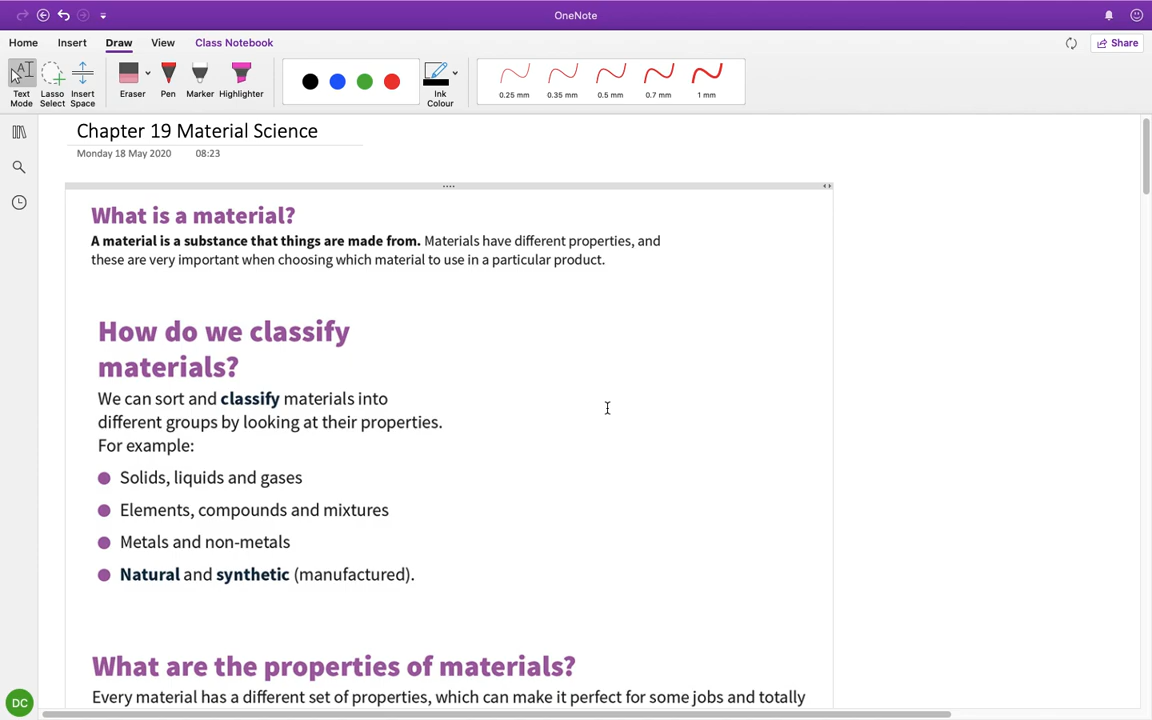 OneNote
Home Insert Draw View Class Notebook
Share
Text Mode
Lasso Select
Insert Space
Eraser
Pen
Marker
Highlighter
Ink Colour
0.25 mm
0.35 mm
0.5 mm
0.7 mm
1 mm
Chapter 19 Material Science
Monday 18 May 2020 08:23
What is a material?
A material is a substance that things are made from. Materials have different properties, and
these are very important when choosing which material to use in a particular product.
How do we classify
materials?
We can sort and classify materials into
different groups by looking at their properties.
For example:
Solids, liquids and gases
Elements, compounds and mixtures
Metals and non-metals
Natural and synthetic (manufactured).
What are the properties of materials?
Every material has a different set of properties, which can make it perfect for some jobs and totally
DC